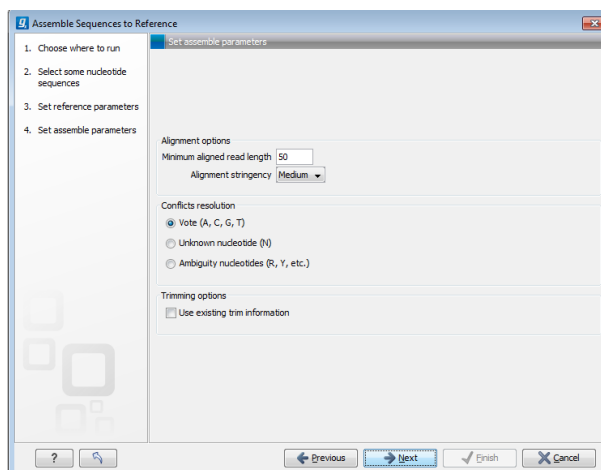 Assemble Sequences to Reference
1. Choose where to run
2. Select some nucleotide
sequences
3. Set reference parameters
4. Set assemble parameters
Set assemble parameters
Alignment options
Minimum aligned read length 50
Alignment stringency Medium
Conflicts resolution
Vote (A, C, G, T)
Unknown nucleotide (N)
Ambiguity nucleotides (R, Y, etc.)
Trimming options
Use existing trim information
? Previous Next Finish Cancel